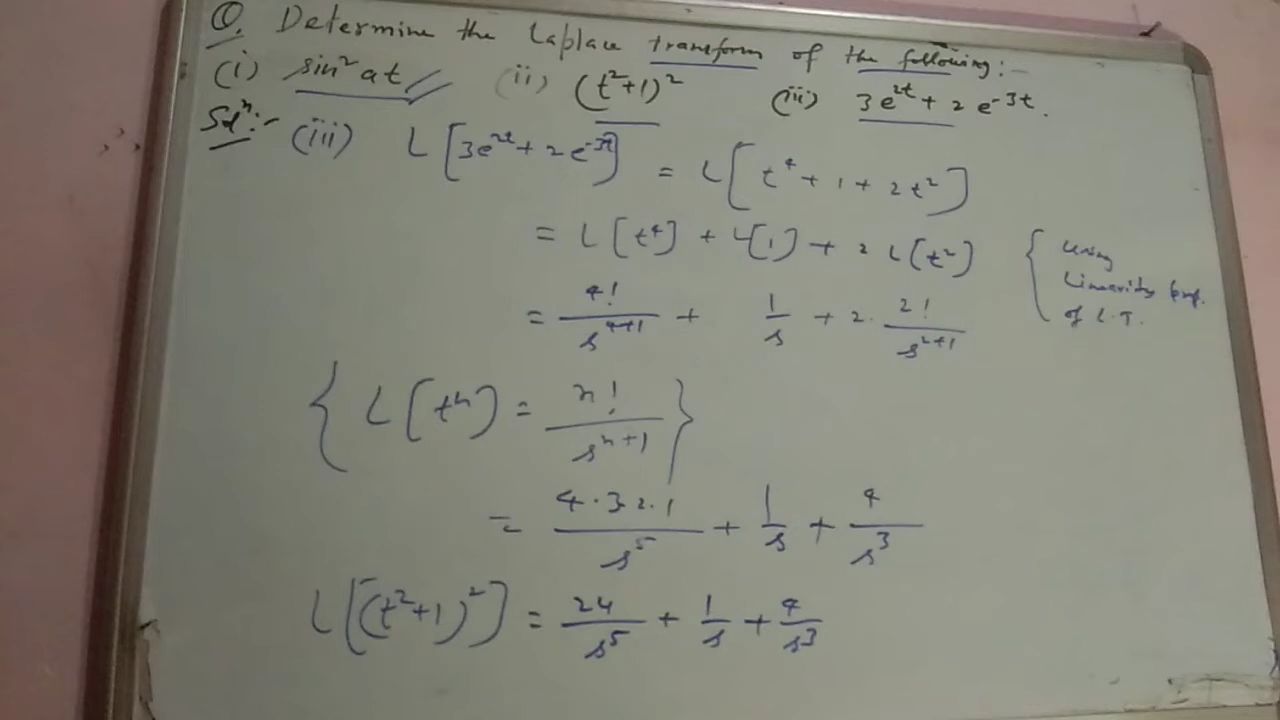 Q. Determine the Laplace transform of the following:-
(i) sin² at (ii) (t²+1)² (iii) 3e^{2t} + 2e^{-3t}.
Solⁿ:- (iii) L[3e^{2t} + 2e^{-3t}] = L[t⁴ + 1 + 2t²]
= L[t⁴] + L[1] + 2 L[t²] { using
Linearity prop.
of L.T.
= 4!/s^{4+1} + 1/s + 2. 2!/s^{2+1}
{ L[tⁿ] = n!/s^{n+1} }
= 4·3·2·1/s⁵ + 1/s + 4/s³
L[(t²+1)²] = 24/s⁵ + 1/s + 4/s³